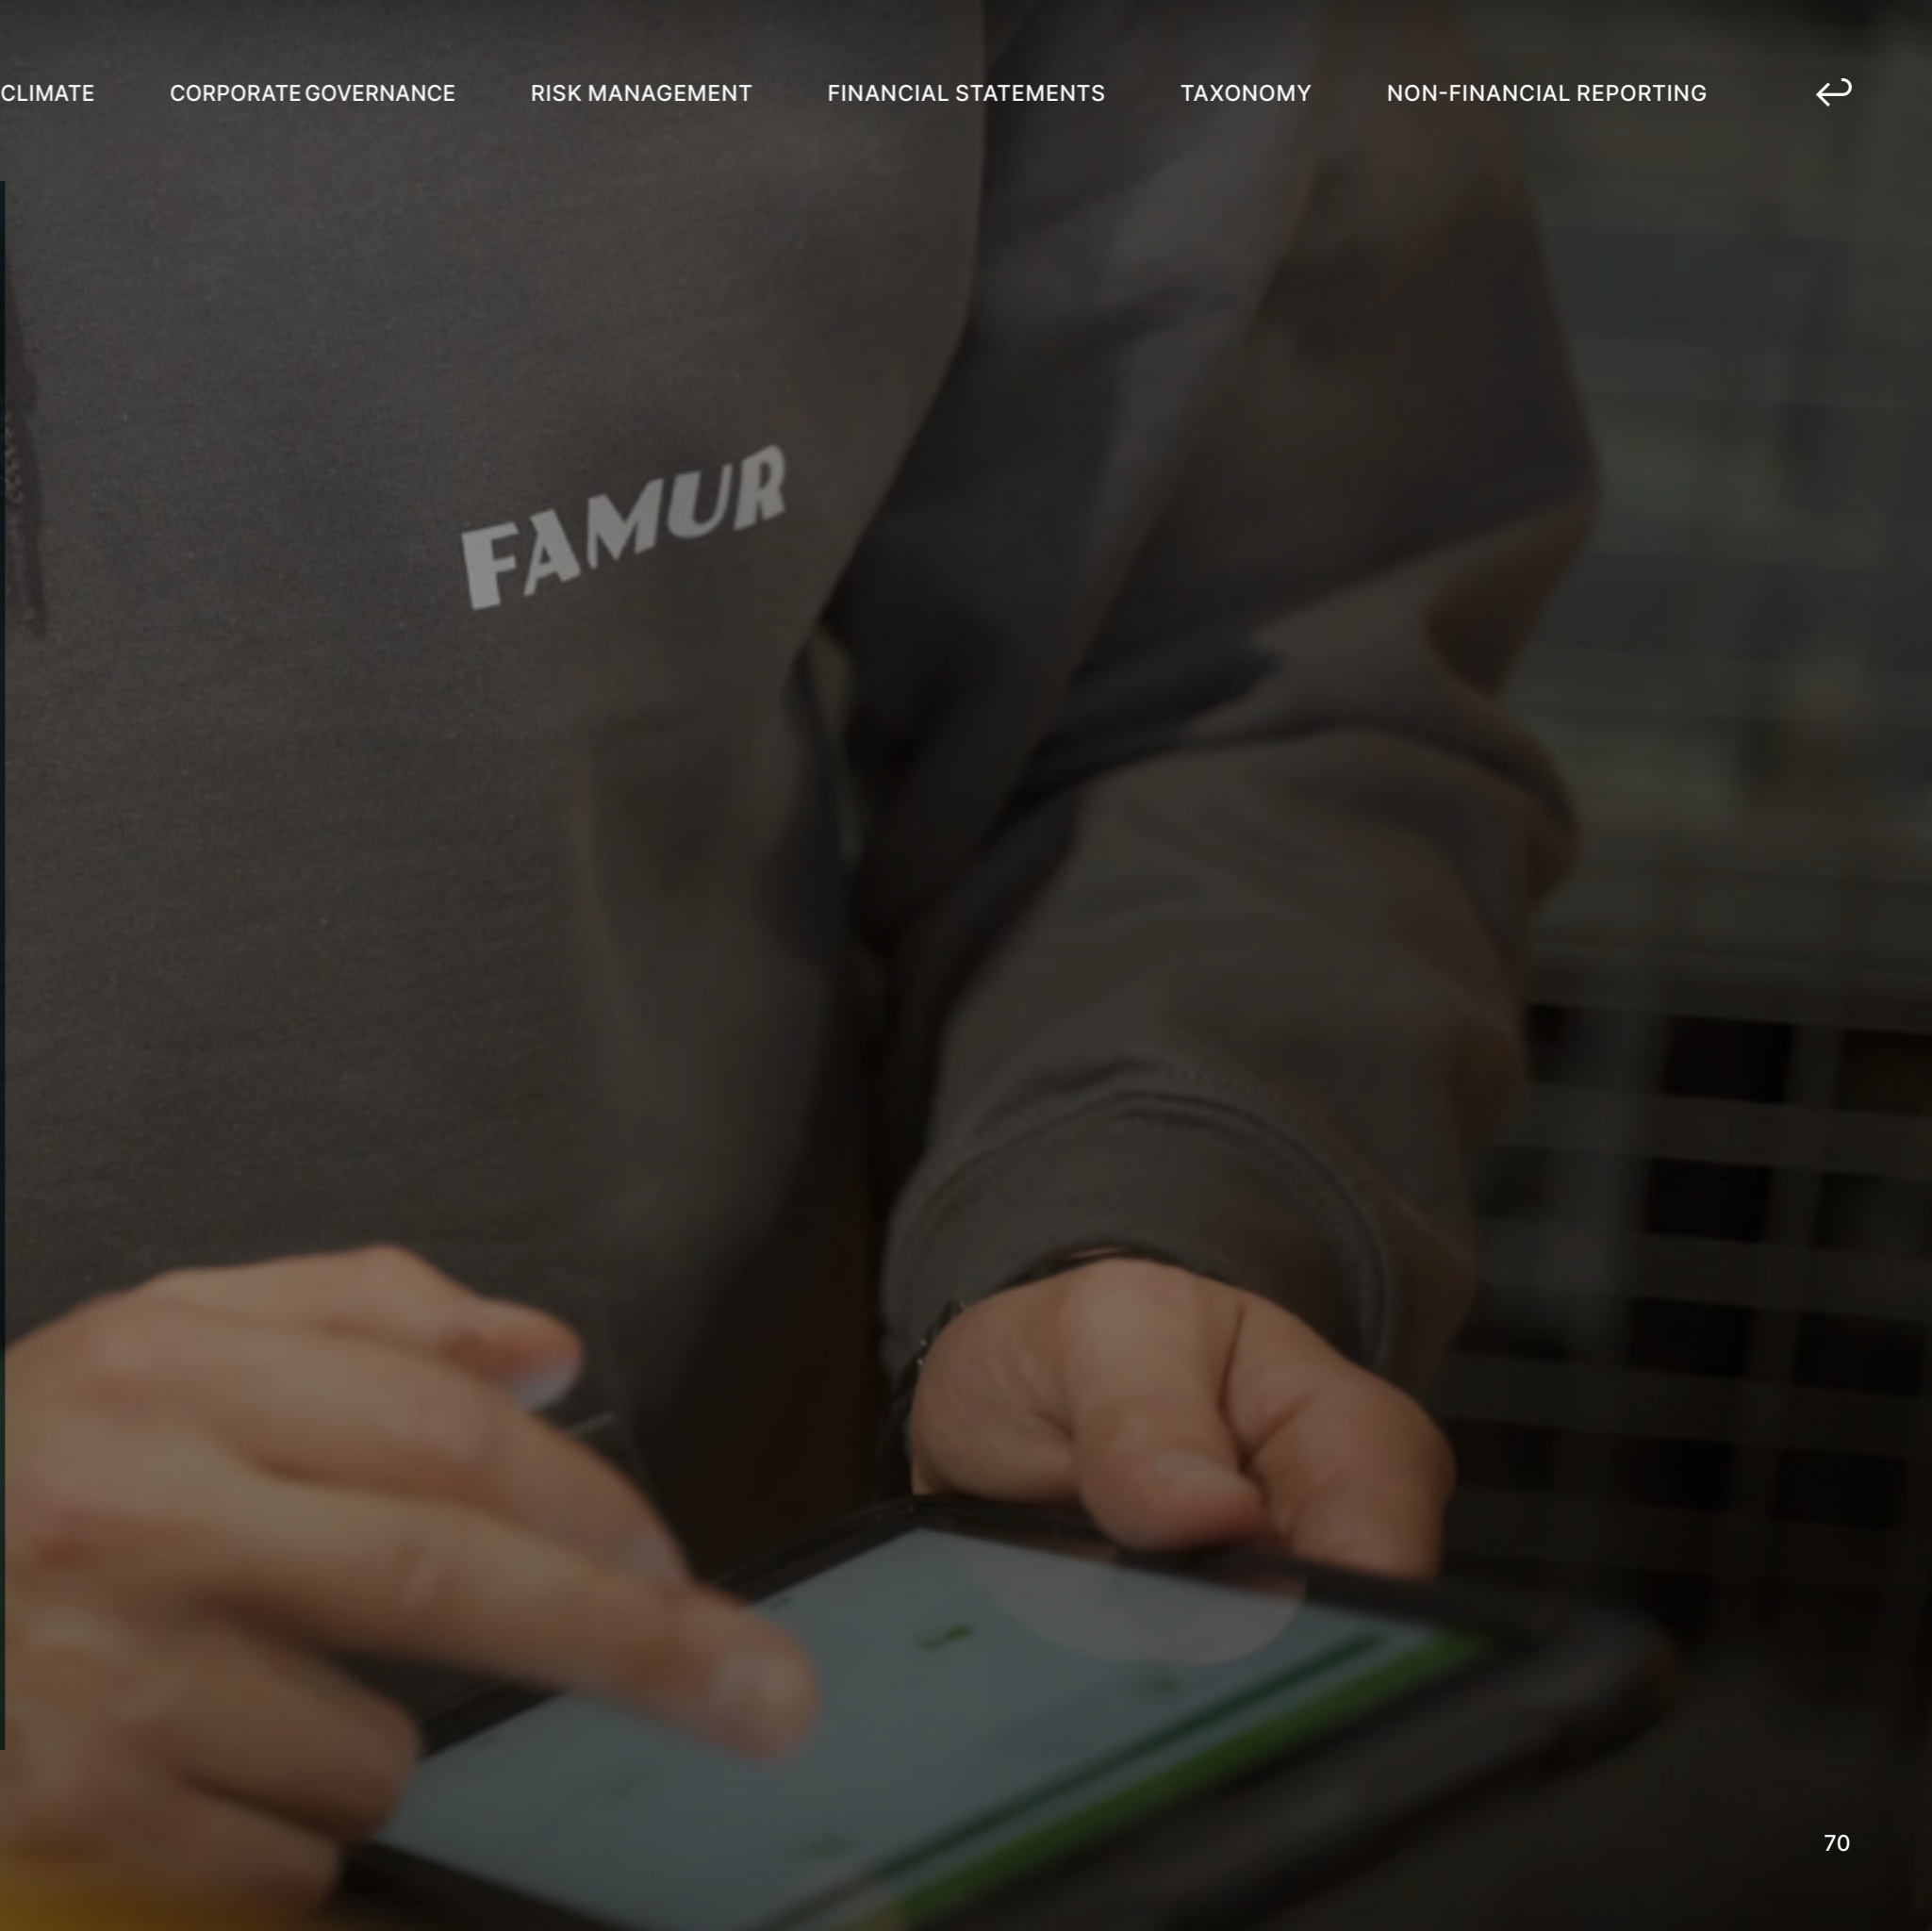 CLIMATE CORPORATE GOVERNANCE RISK MANAGEMENT FINANCIAL STATEMENTS TAXONOMY NON-FINANCIAL REPORTING
FAMUR
70